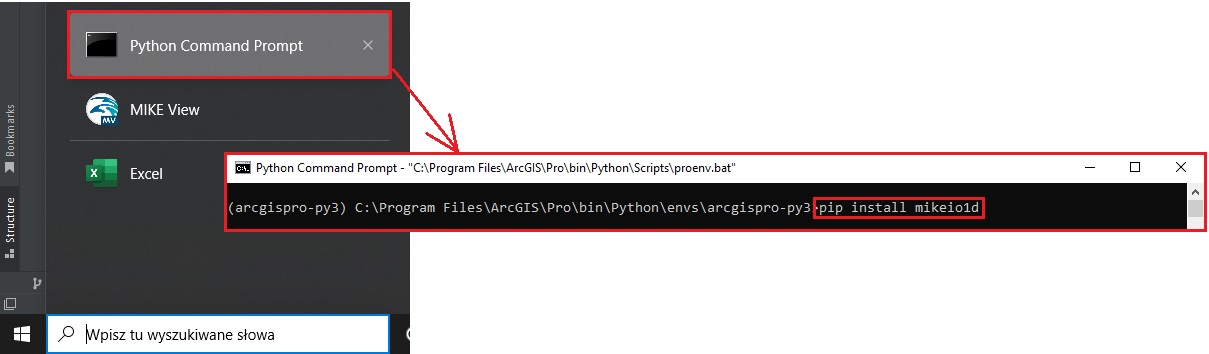 Python Command Prompt
MIKE View
MV
Excel
Bookmarks
Structure
Wpisz tu wyszukiwane słowa
C:\. Python Command Prompt - "C:\Program Files\ArcGIS\Pro\bin\Python\Scripts\proenv.bat"
(arcgispro-py3) C:\Program Files\ArcGIS\Pro\bin\Python\envs\arcgispro-py3>pip install mikeio1d